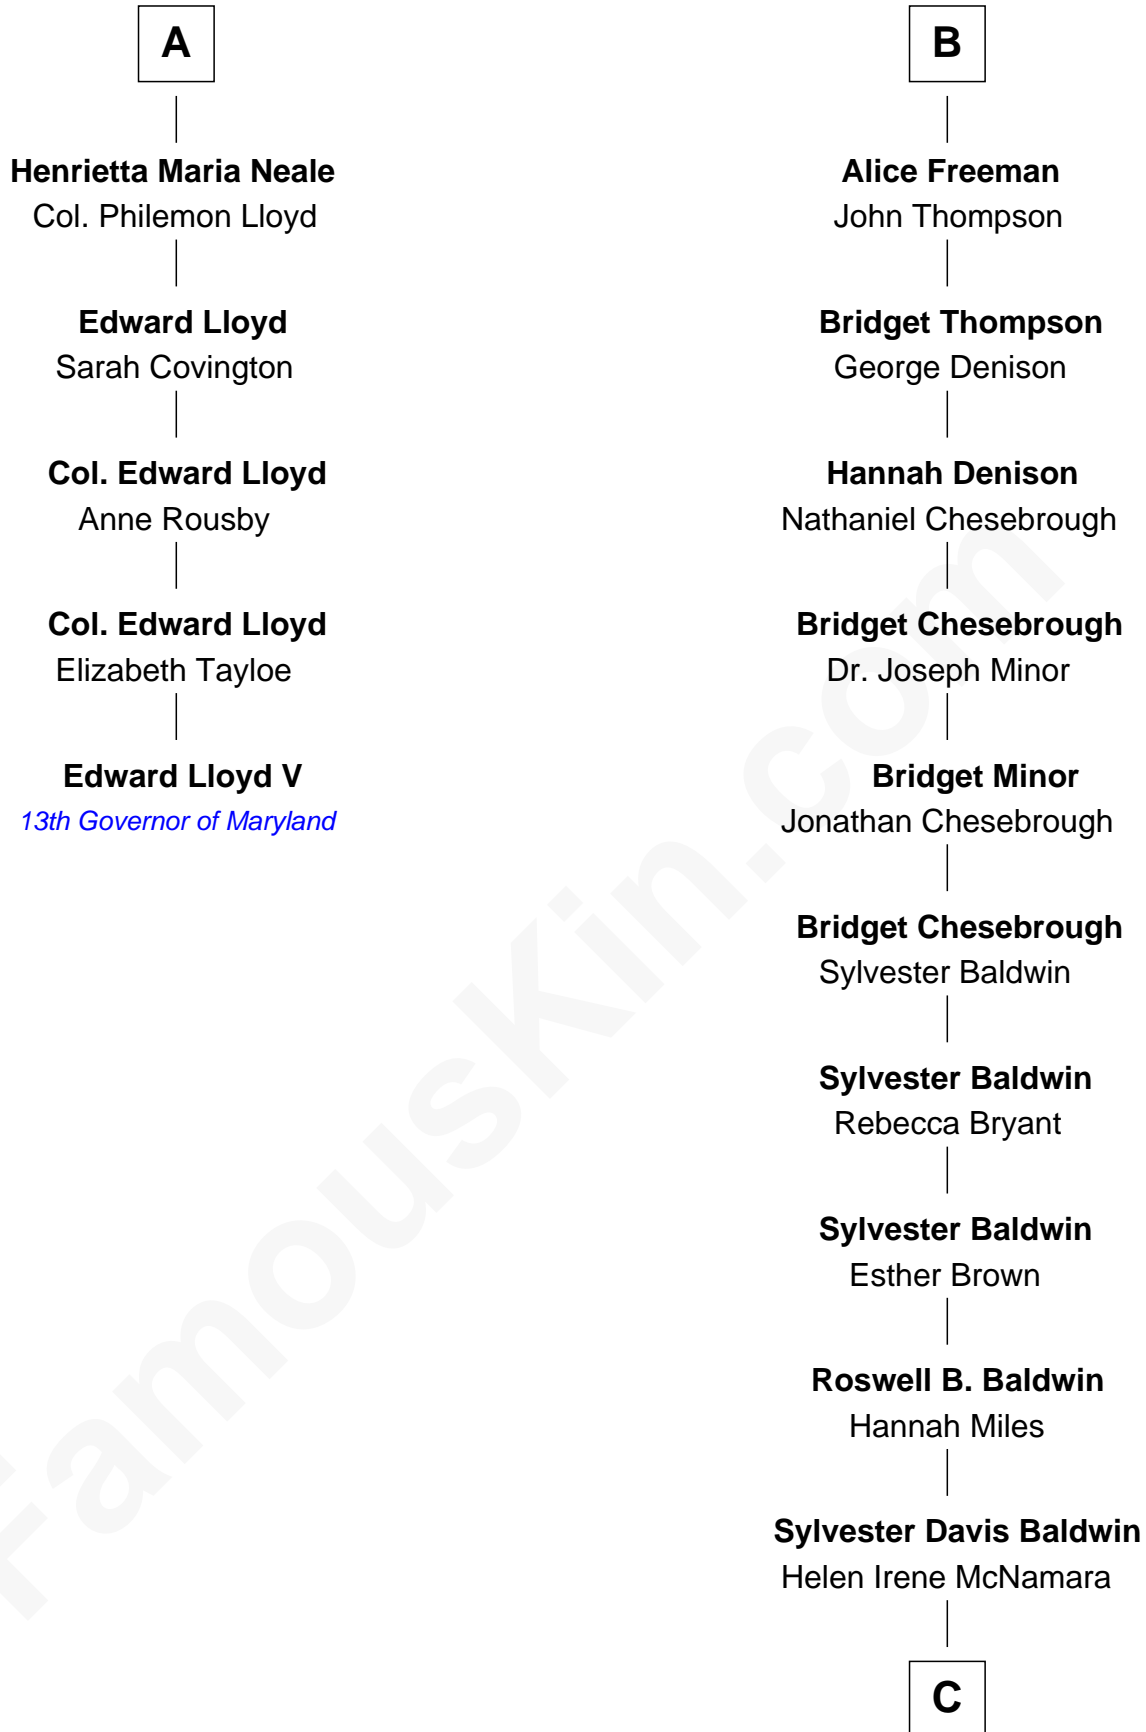 A
Henrietta Maria Neale
Col. Philemon Lloyd
Edward Lloyd
Sarah Covington
Col. Edward Lloyd
Anne Rousby
Col. Edward Lloyd
Elizabeth Tayloe
Edward Lloyd V
13th Governor of Maryland
B
Alice Freeman
John Thompson
Bridget Thompson
George Denison
Hannah Denison
Nathaniel Chesebrough
Bridget Chesebrough
Dr. Joseph Minor
Bridget Minor
Jonathan Chesebrough
Bridget Chesebrough
Sylvester Baldwin
Sylvester Baldwin
Rebecca Bryant
Sylvester Baldwin
Esther Brown
Roswell B. Baldwin
Hannah Miles
Sylvester Davis Baldwin
Helen Irene McNamara
C
FamousKin.com